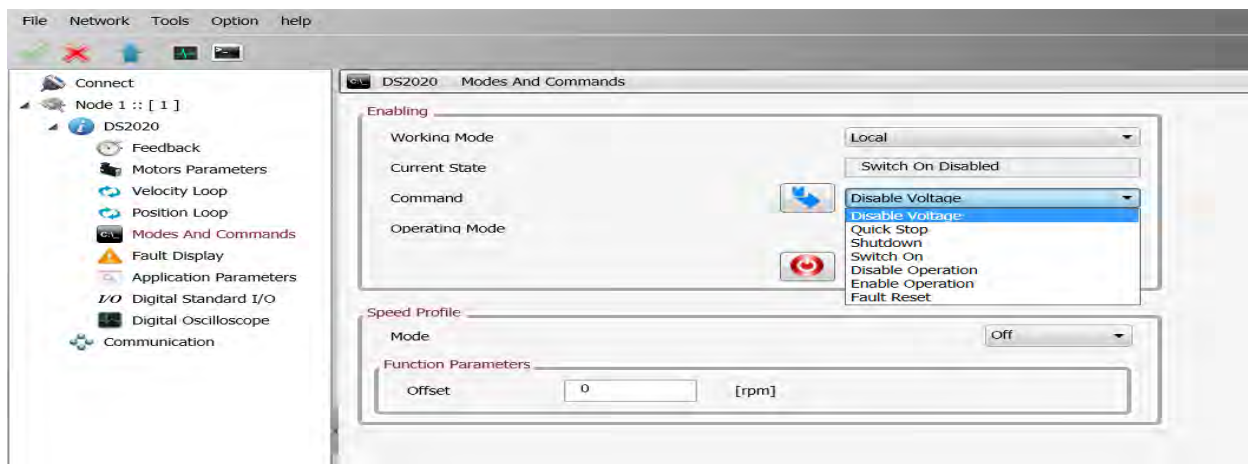 File Network Tools Option help
Connect
Node 1 :: [ 1 ]
DS2020
Feedback
Motors Parameters
Velocity Loop
Position Loop
Modes And Commands
Fault Display
Application Parameters
I/O Digital Standard I/O
Digital Oscilloscope
Communication
DS2020 Modes And Commands
Enabling
Working Mode Local
Current State Switch On Disabled
Command Disable Voltage
Disable Voltage
Quick Stop
Shutdown
Switch On
Disable Operation
Enable Operation
Fault Reset
Operating Mode
Speed Profile
Mode Off
Function Parameters
Offset 0 [rpm]